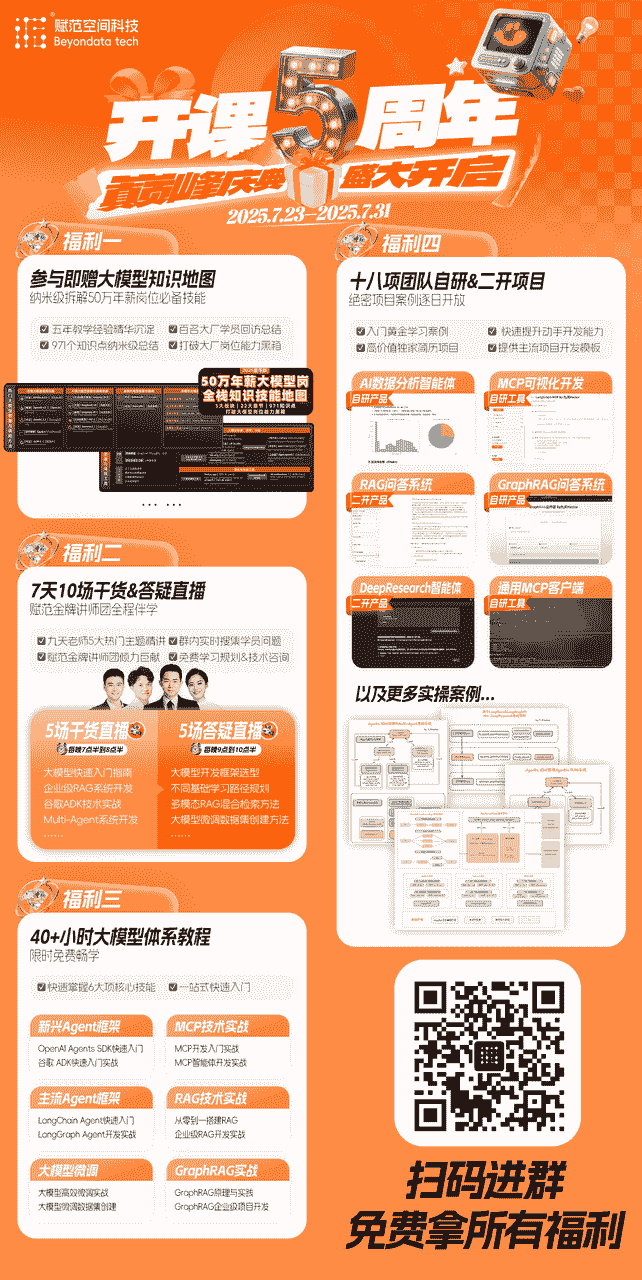 赋范空间科技
Beyondata tech
开课5周年
巅峰庆典 盛大开启
2025.7.23—2025.7.31
福利一
参与即赠大模型知识地图
纳米级拆解50万年薪岗位必备技能
五年教学经验精华沉淀
百名大厂学员回访总结
971个知识点纳米级总结
打破大厂岗位能力黑箱
50万年薪大模型岗
全栈知识技能地图
打破大模型岗位能力黑箱
... ...
福利二
7天10场干货&答疑直播
赋范金牌讲师团全程伴学
九天老师5大热门主题精讲
群内实时搜集学员问题
赋范金牌讲师团倾力巨献
免费学习规划&技术咨询
5场干货直播
每晚7点半到8点半
大模型快速入门指南
企业级RAG系统开发
谷歌ADK技术实战
Multi-Agent系统开发
......
5场答疑直播
每晚9点到10点半
大模型开发框架选型
不同基础学习路径规划
多模态RAG混合检索方法
大模型微调数据集创建方法
......
福利三
40+小时大模型体系教程
限时免费畅学
快速掌握6大项核心技能
一站式快速入门
新兴Agent框架
OpenAI Agents SDK快速入门
谷歌 ADK快速入门实战
MCP技术实战
MCP开发入门实战
MCP智能体开发实战
主流Agent框架
LangChain Agent快速入门
LangGraph Agent开发实战
RAG技术实战
从零到一搭建RAG
企业级RAG开发实战
大模型微调
大模型高效微调实战
大模型微调数据集创建
GraphRAG实战
GraphRAG原理与实践
GraphRAG企业级项目开发
福利四
十八项团队自研&二开项目
绝密项目案例逐日开放
入门黄金学习案例
快速提升动手开发能力
高价值独家简历项目
提供主流项目开发模板
AI数据分析智能体
自研产品
MCP可视化开发
自研工具
RAG问答系统
二开产品
GraphRAG问答系统
自研产品
DeepResearch智能体
二开产品
通用MCP客户端
自研工具
以及更多实操案例...
扫码进群
免费拿所有福利